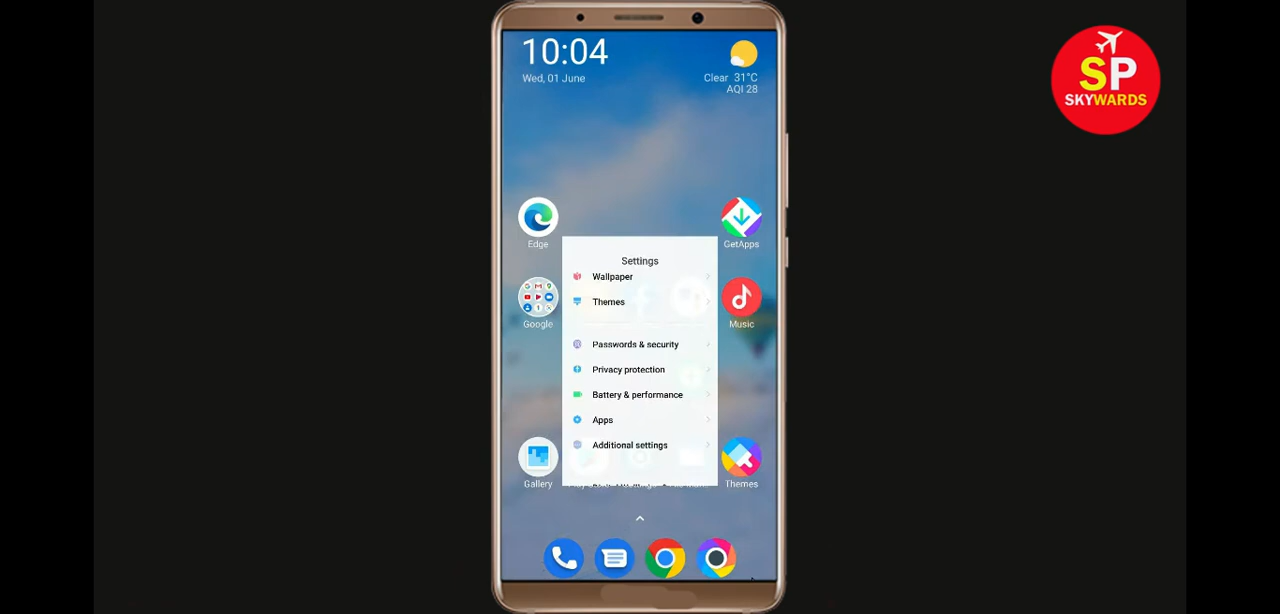 10:04
Wed, 01 June
Clear 31°C
AQI 28
SP
SKYWARDS
Edge
GetApps
Settings
Wallpaper
Themes
Google
Music
Passwords & security
Privacy protection
Battery & performance
Apps
Additional settings
Gallery
Themes